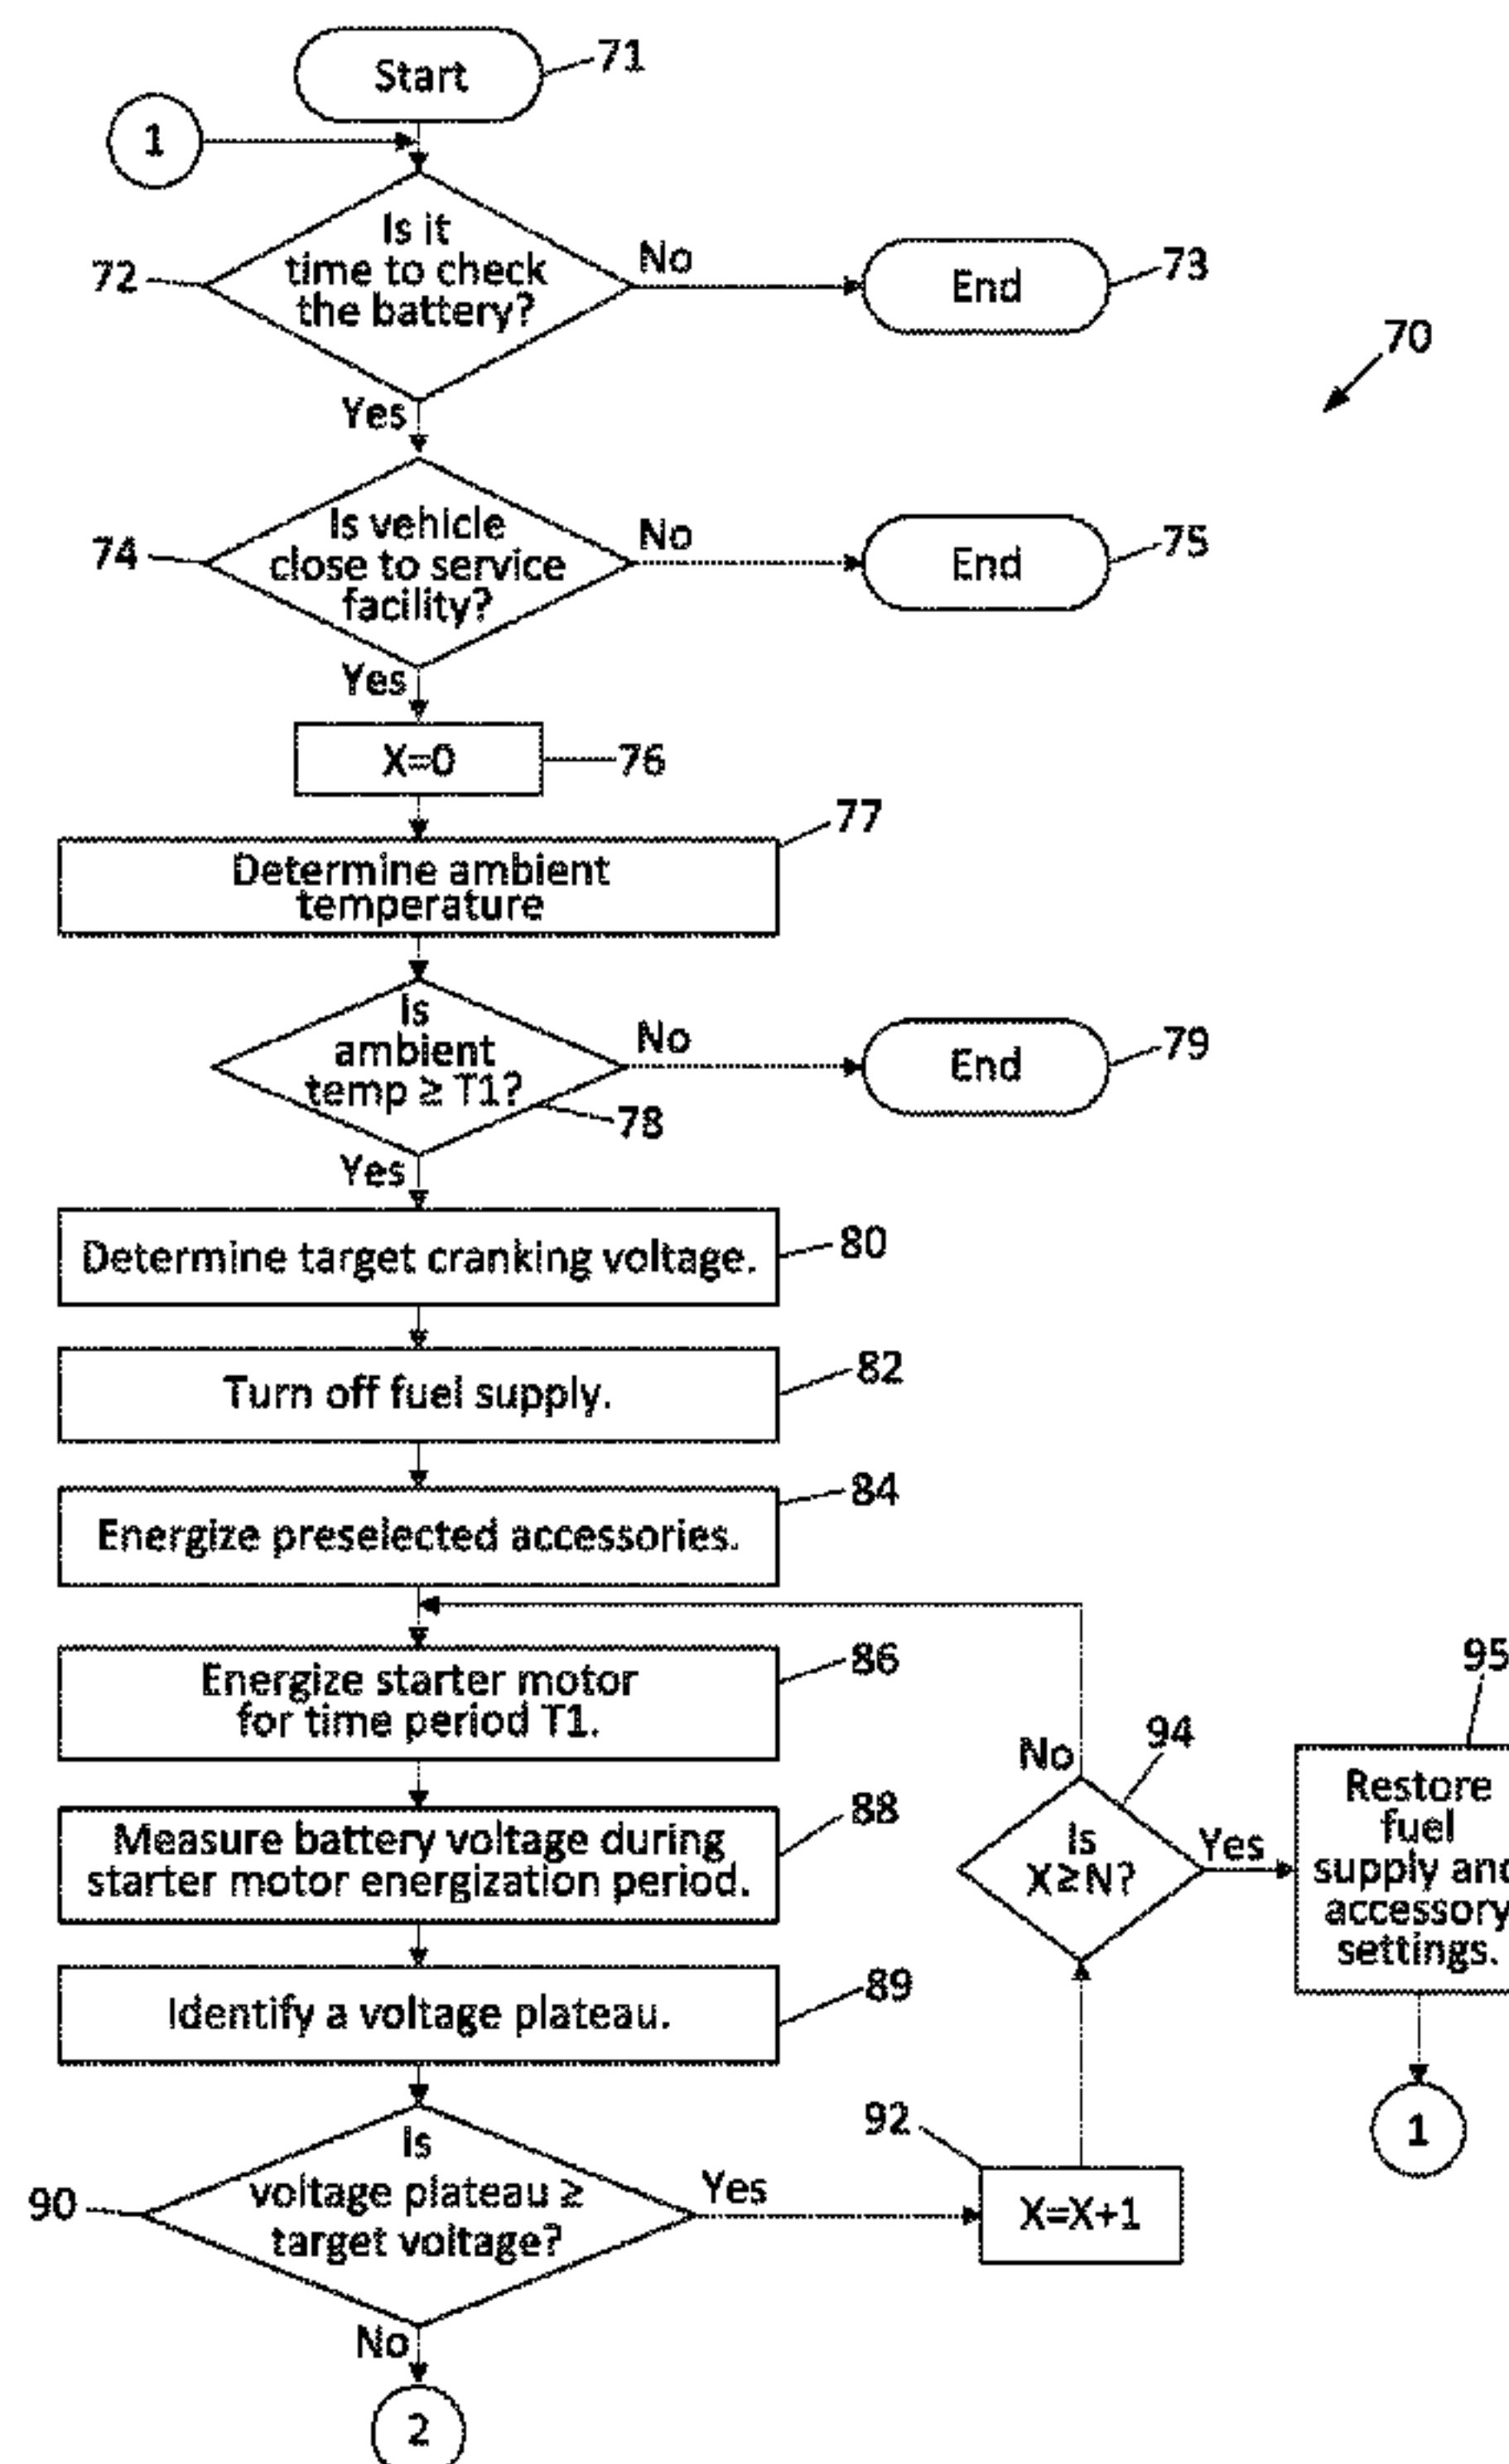 Start
71
1
Is it
time to check
the battery?
72
No
End
73
70
Yes
Is vehicle
close to service
facility?
74
No
End
75
Yes
X=0
76
77
Determine ambient
temperature
Is
ambient
temp ≥ T1?
No
End
79
78
Yes
Determine target cranking voltage.
80
Turn off fuel supply.
82
Energize preselected accessories.
84
Energize starter motor
for time period T1.
86
Measure battery voltage during
starter motor energization period.
88
Identify a voltage plateau.
89
Is
voltage plateau ≥
target voltage?
90
Yes
92
X=X+1
No
94
Is
X≥N?
Yes
95
Restore
fuel
supply and
accessory
settings.
1
No
2